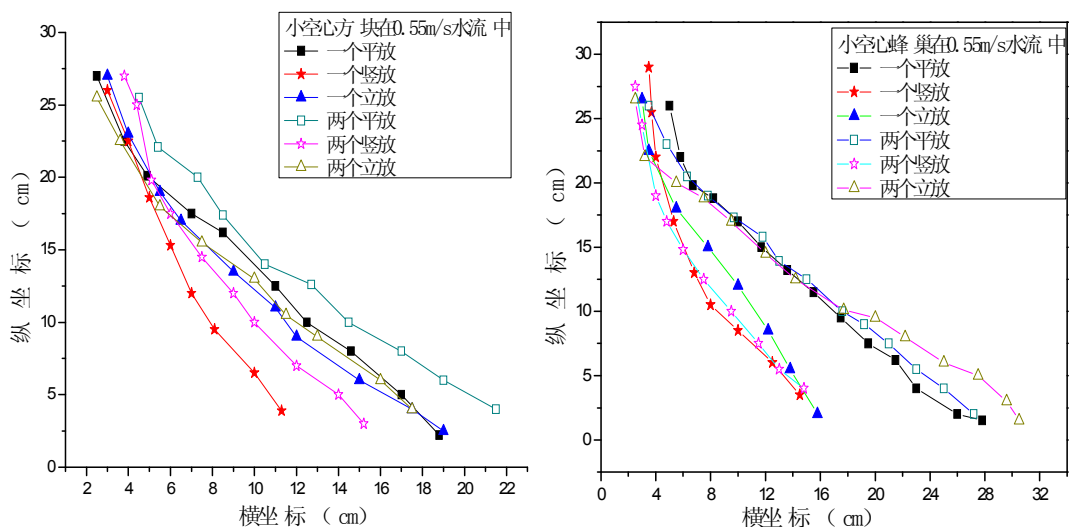 小空心方 块在0.55m/s水流 中
一个平放
一个竖放
一个立放
两个平放
两个竖放
两个立放
30
25
20
15
10
5
0
纵 坐 标 （ cm）
2 4 6 8 10 12 14 16 18 20 22
横坐 标 （ cm）
小空心蜂 巢在0.55m/s水流 中
一个平放
一个竖放
一个立放
两个平放
两个竖放
两个立放
30
25
20
15
10
5
0
纵 坐 标 （ cm）
0 4 8 12 16 20 24 28 32
横坐 标 （ cm）